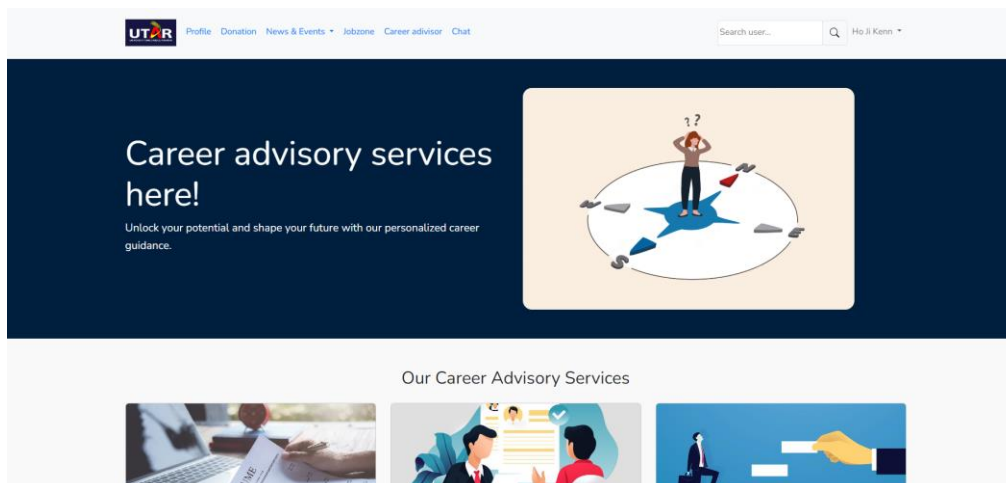 UTAR
Profile Donation News & Events Jobzone Career advisor Chat
Search user...
Ho Ji Kenn
Career advisory services
here!
Unlock your potential and shape your future with our personalized career
guidance.
? ?
N
W
E
S
Our Career Advisory Services